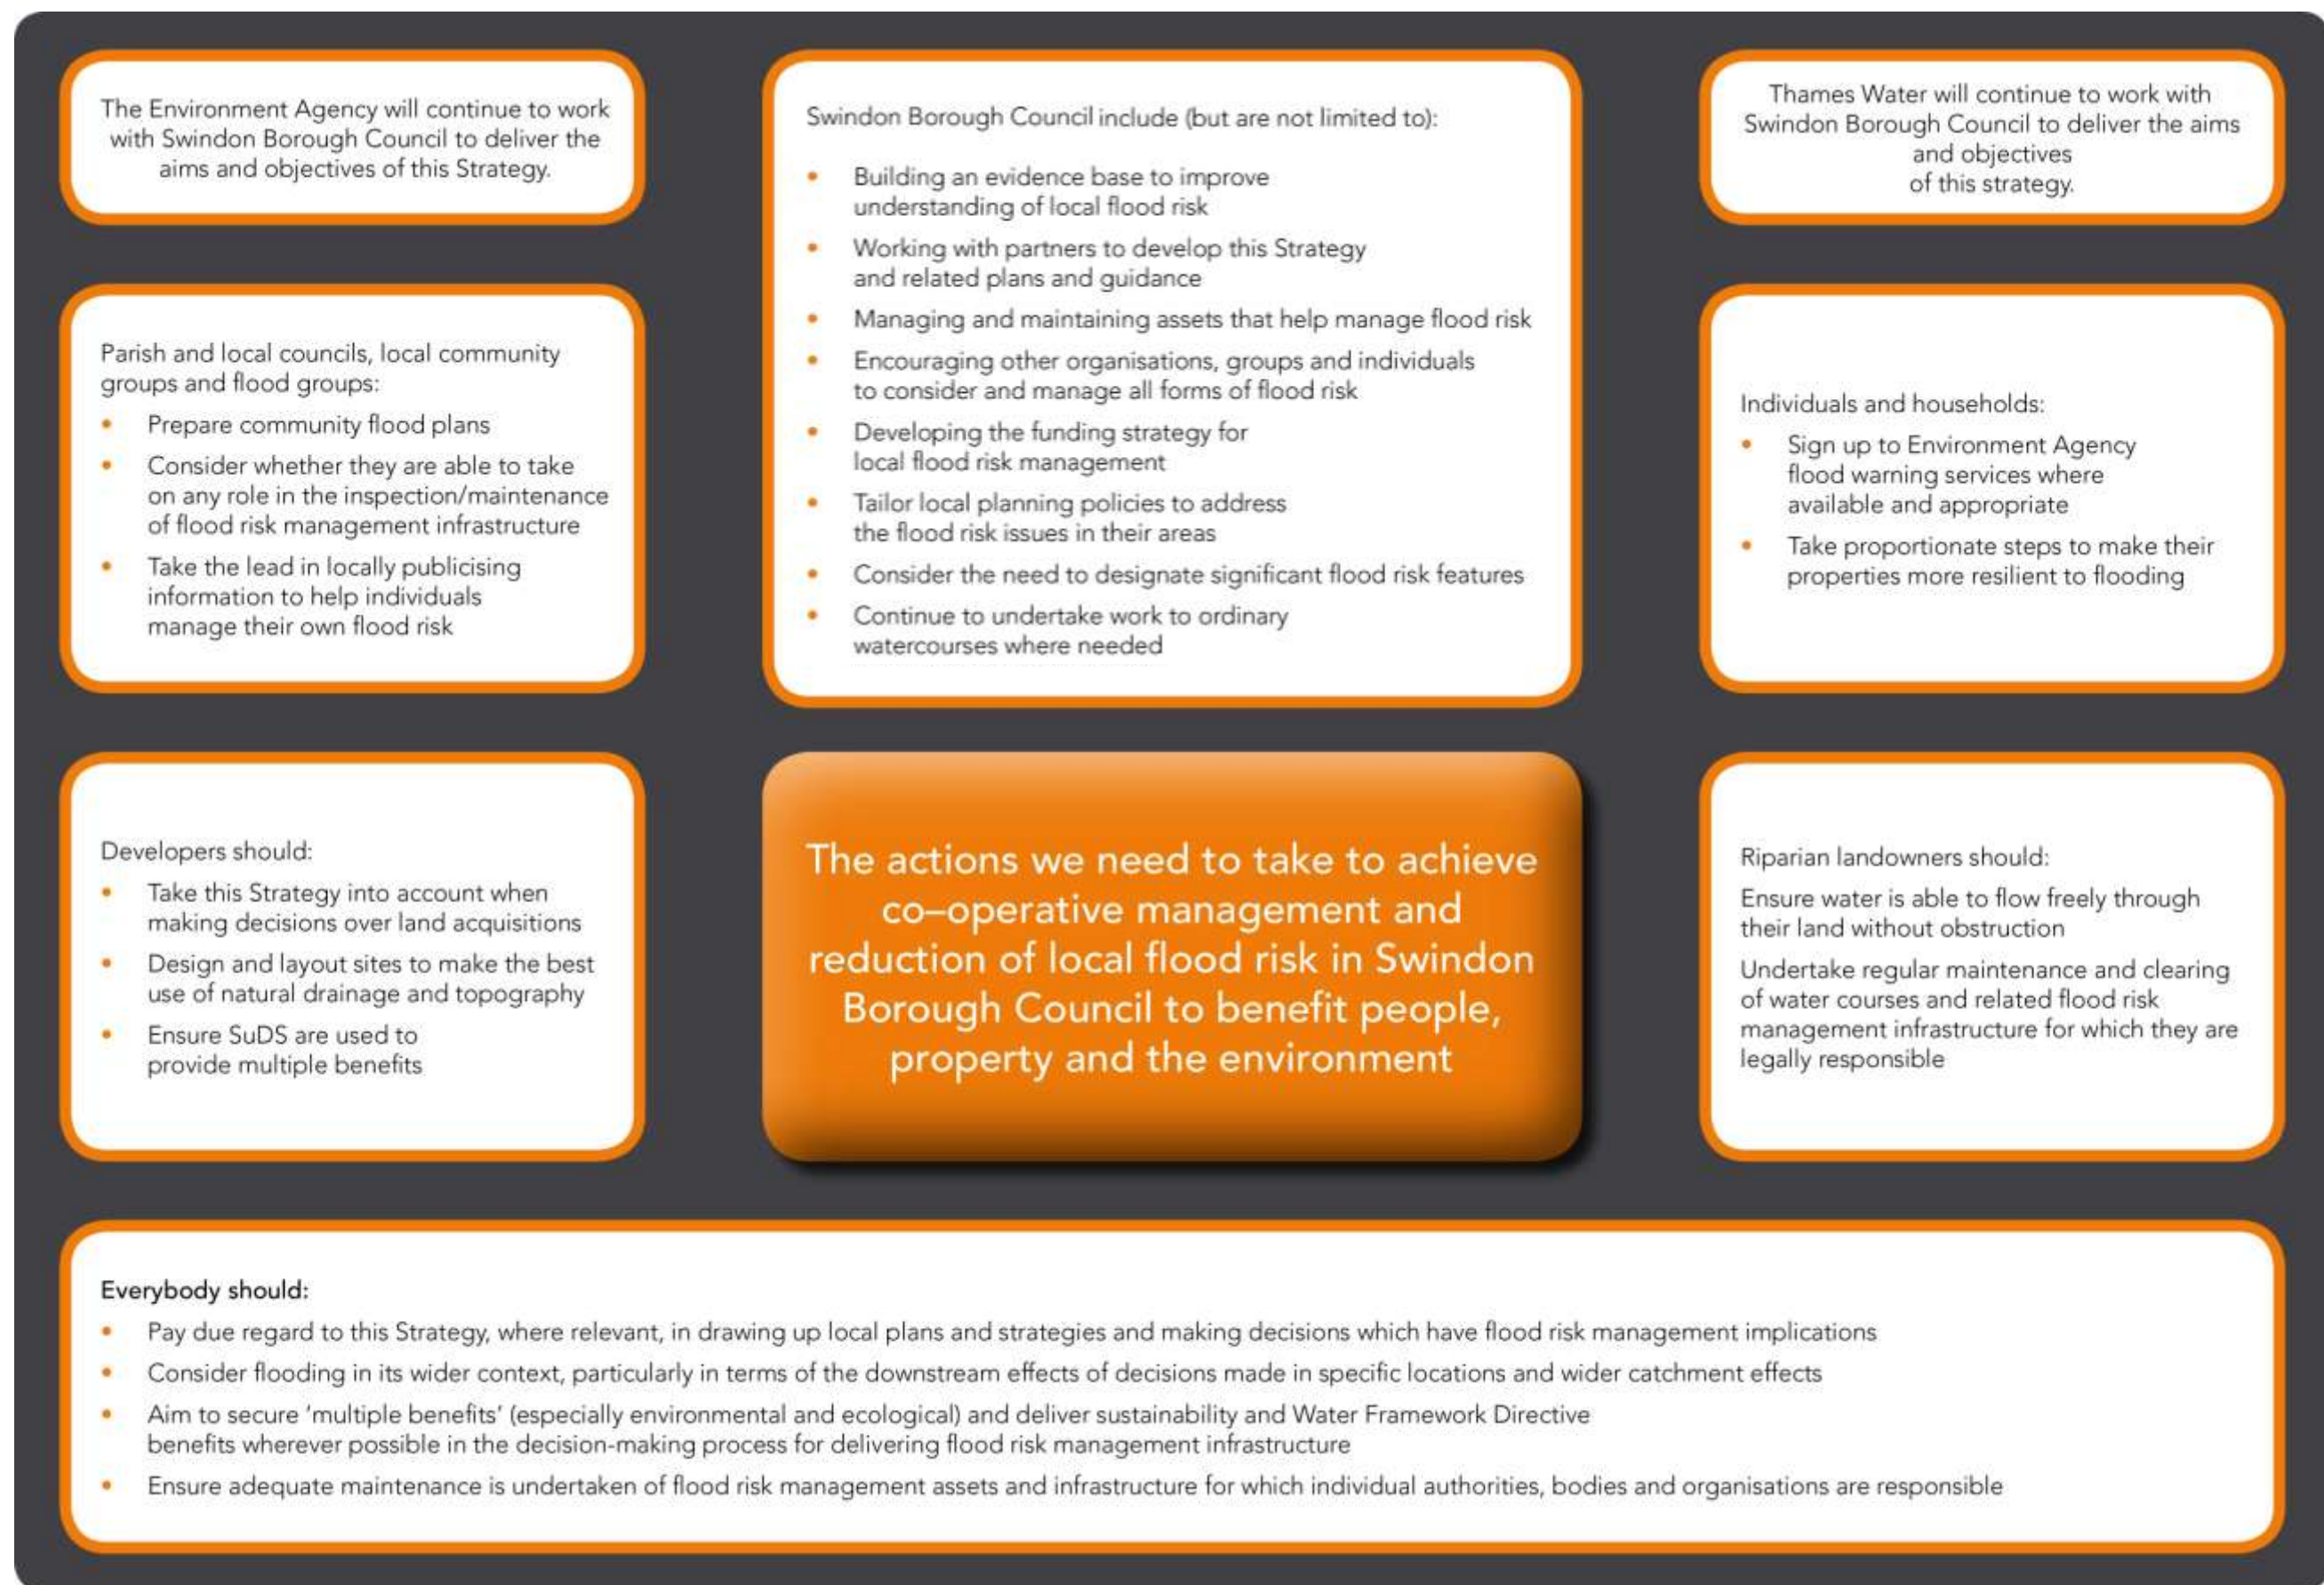 The Environment Agency will continue to work
with Swindon Borough Council to deliver the
aims and objectives of this Strategy.
Swindon Borough Council include (but are not limited to):
• Building an evidence base to improve
understanding of local flood risk
• Working with partners to develop this Strategy
and related plans and guidance
• Managing and maintaining assets that help manage flood risk
• Encouraging other organisations, groups and individuals
to consider and manage all forms of flood risk
• Developing the funding strategy for
local flood risk management
• Tailor local planning policies to address
the flood risk issues in their areas
• Consider the need to designate significant flood risk features
• Continue to undertake work to ordinary
watercourses where needed
Thames Water will continue to work with
Swindon Borough Council to deliver the aims
and objectives
of this strategy.
Parish and local councils, local community
groups and flood groups:
• Prepare community flood plans
• Consider whether they are able to take
on any role in the inspection/maintenance
of flood risk management infrastructure
• Take the lead in locally publicising
information to help individuals
manage their own flood risk
Individuals and households:
• Sign up to Environment Agency
flood warning services where
available and appropriate
• Take proportionate steps to make their
properties more resilient to flooding
Developers should:
• Take this Strategy into account when
making decisions over land acquisitions
• Design and layout sites to make the best
use of natural drainage and topography
• Ensure SuDS are used to
provide multiple benefits
The actions we need to take to achieve
co–operative management and
reduction of local flood risk in Swindon
Borough Council to benefit people,
property and the environment
Riparian landowners should:
Ensure water is able to flow freely through
their land without obstruction
Undertake regular maintenance and clearing
of water courses and related flood risk
management infrastructure for which they are
legally responsible
Everybody should:
• Pay due regard to this Strategy, where relevant, in drawing up local plans and strategies and making decisions which have flood risk management implications
• Consider flooding in its wider context, particularly in terms of the downstream effects of decisions made in specific locations and wider catchment effects
• Aim to secure 'multiple benefits' (especially environmental and ecological) and deliver sustainability and Water Framework Directive
benefits wherever possible in the decision-making process for delivering flood risk management infrastructure
• Ensure adequate maintenance is undertaken of flood risk management assets and infrastructure for which individual authorities, bodies and organisations are responsible